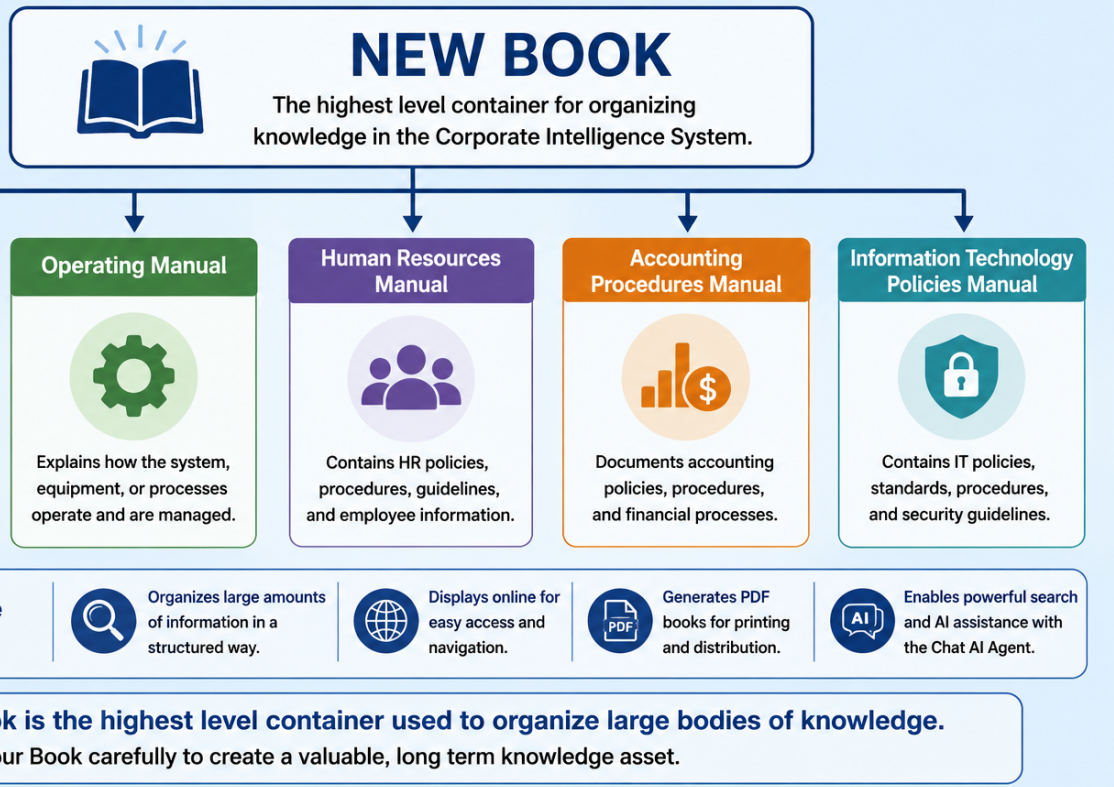 NEW BOOK
The highest level container for organizing
knowledge in the Corporate Intelligence System.
Operating Manual
Explains how the system,
equipment, or processes
operate and are managed.
Human Resources
Manual
Contains HR policies,
procedures, guidelines,
and employee information.
Accounting
Procedures Manual
$
Documents accounting
policies, procedures,
and financial processes.
Information Technology
Policies Manual
Contains IT policies,
standards, procedures,
and security guidelines.
e
Organizes large amounts
of information in a
structured way.
Displays online for
easy access and
navigation.
PDF
Generates PDF
books for printing
and distribution.
AI
Enables powerful search
and AI assistance with
the Chat AI Agent.
ok is the highest level container used to organize large bodies of knowledge.
our Book carefully to create a valuable, long term knowledge asset.